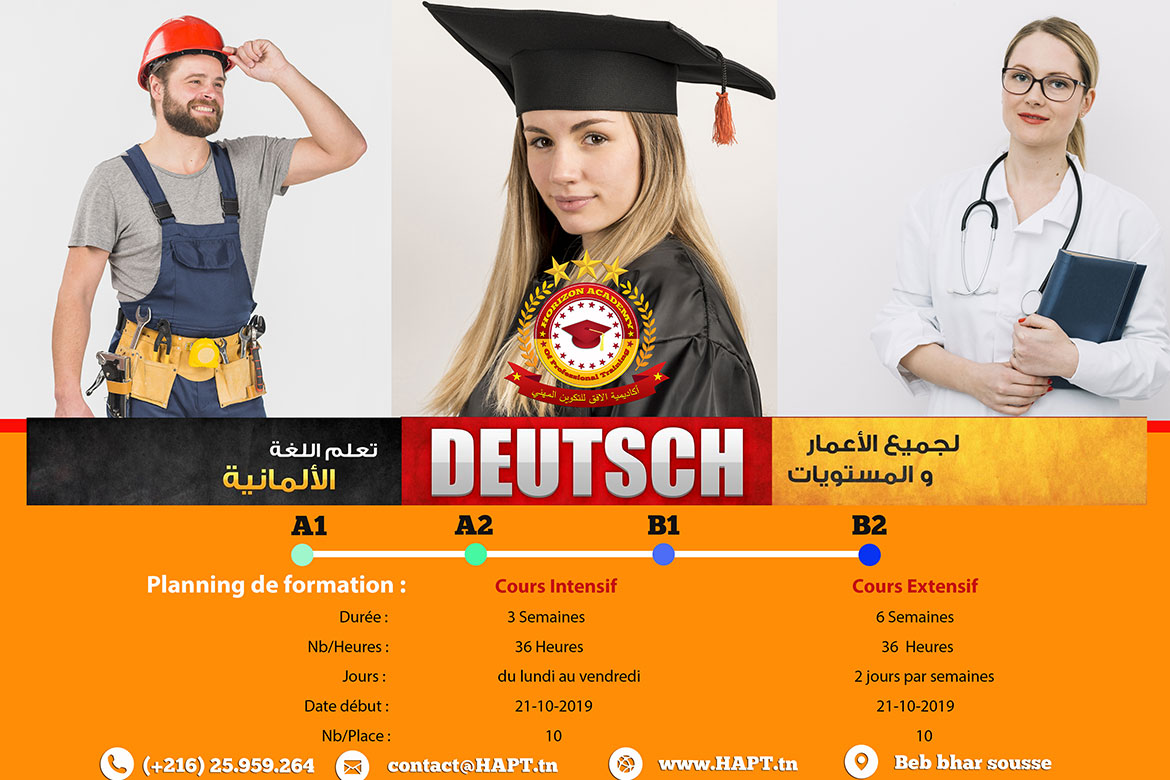 HORIZON ACADEMY
Of Professional Training
أكاديمية الافق للتكوين المهني
تعلم اللغة
الألمانية
DEUTSCH
لجميع الأعمار
و المستويات
A1 A2 B1 B2
Planning de formation : Cours Intensif Cours Extensif
Durée : 3 Semaines 6 Semaines
Nb/Heures : 36 Heures 36 Heures
Jours : du lundi au vendredi 2 jours par semaines
Date début : 21-10-2019 21-10-2019
Nb/Place : 10 10
(+216) 25.959.264 contact@HAPT.tn www.HAPT.tn Beb bhar sousse